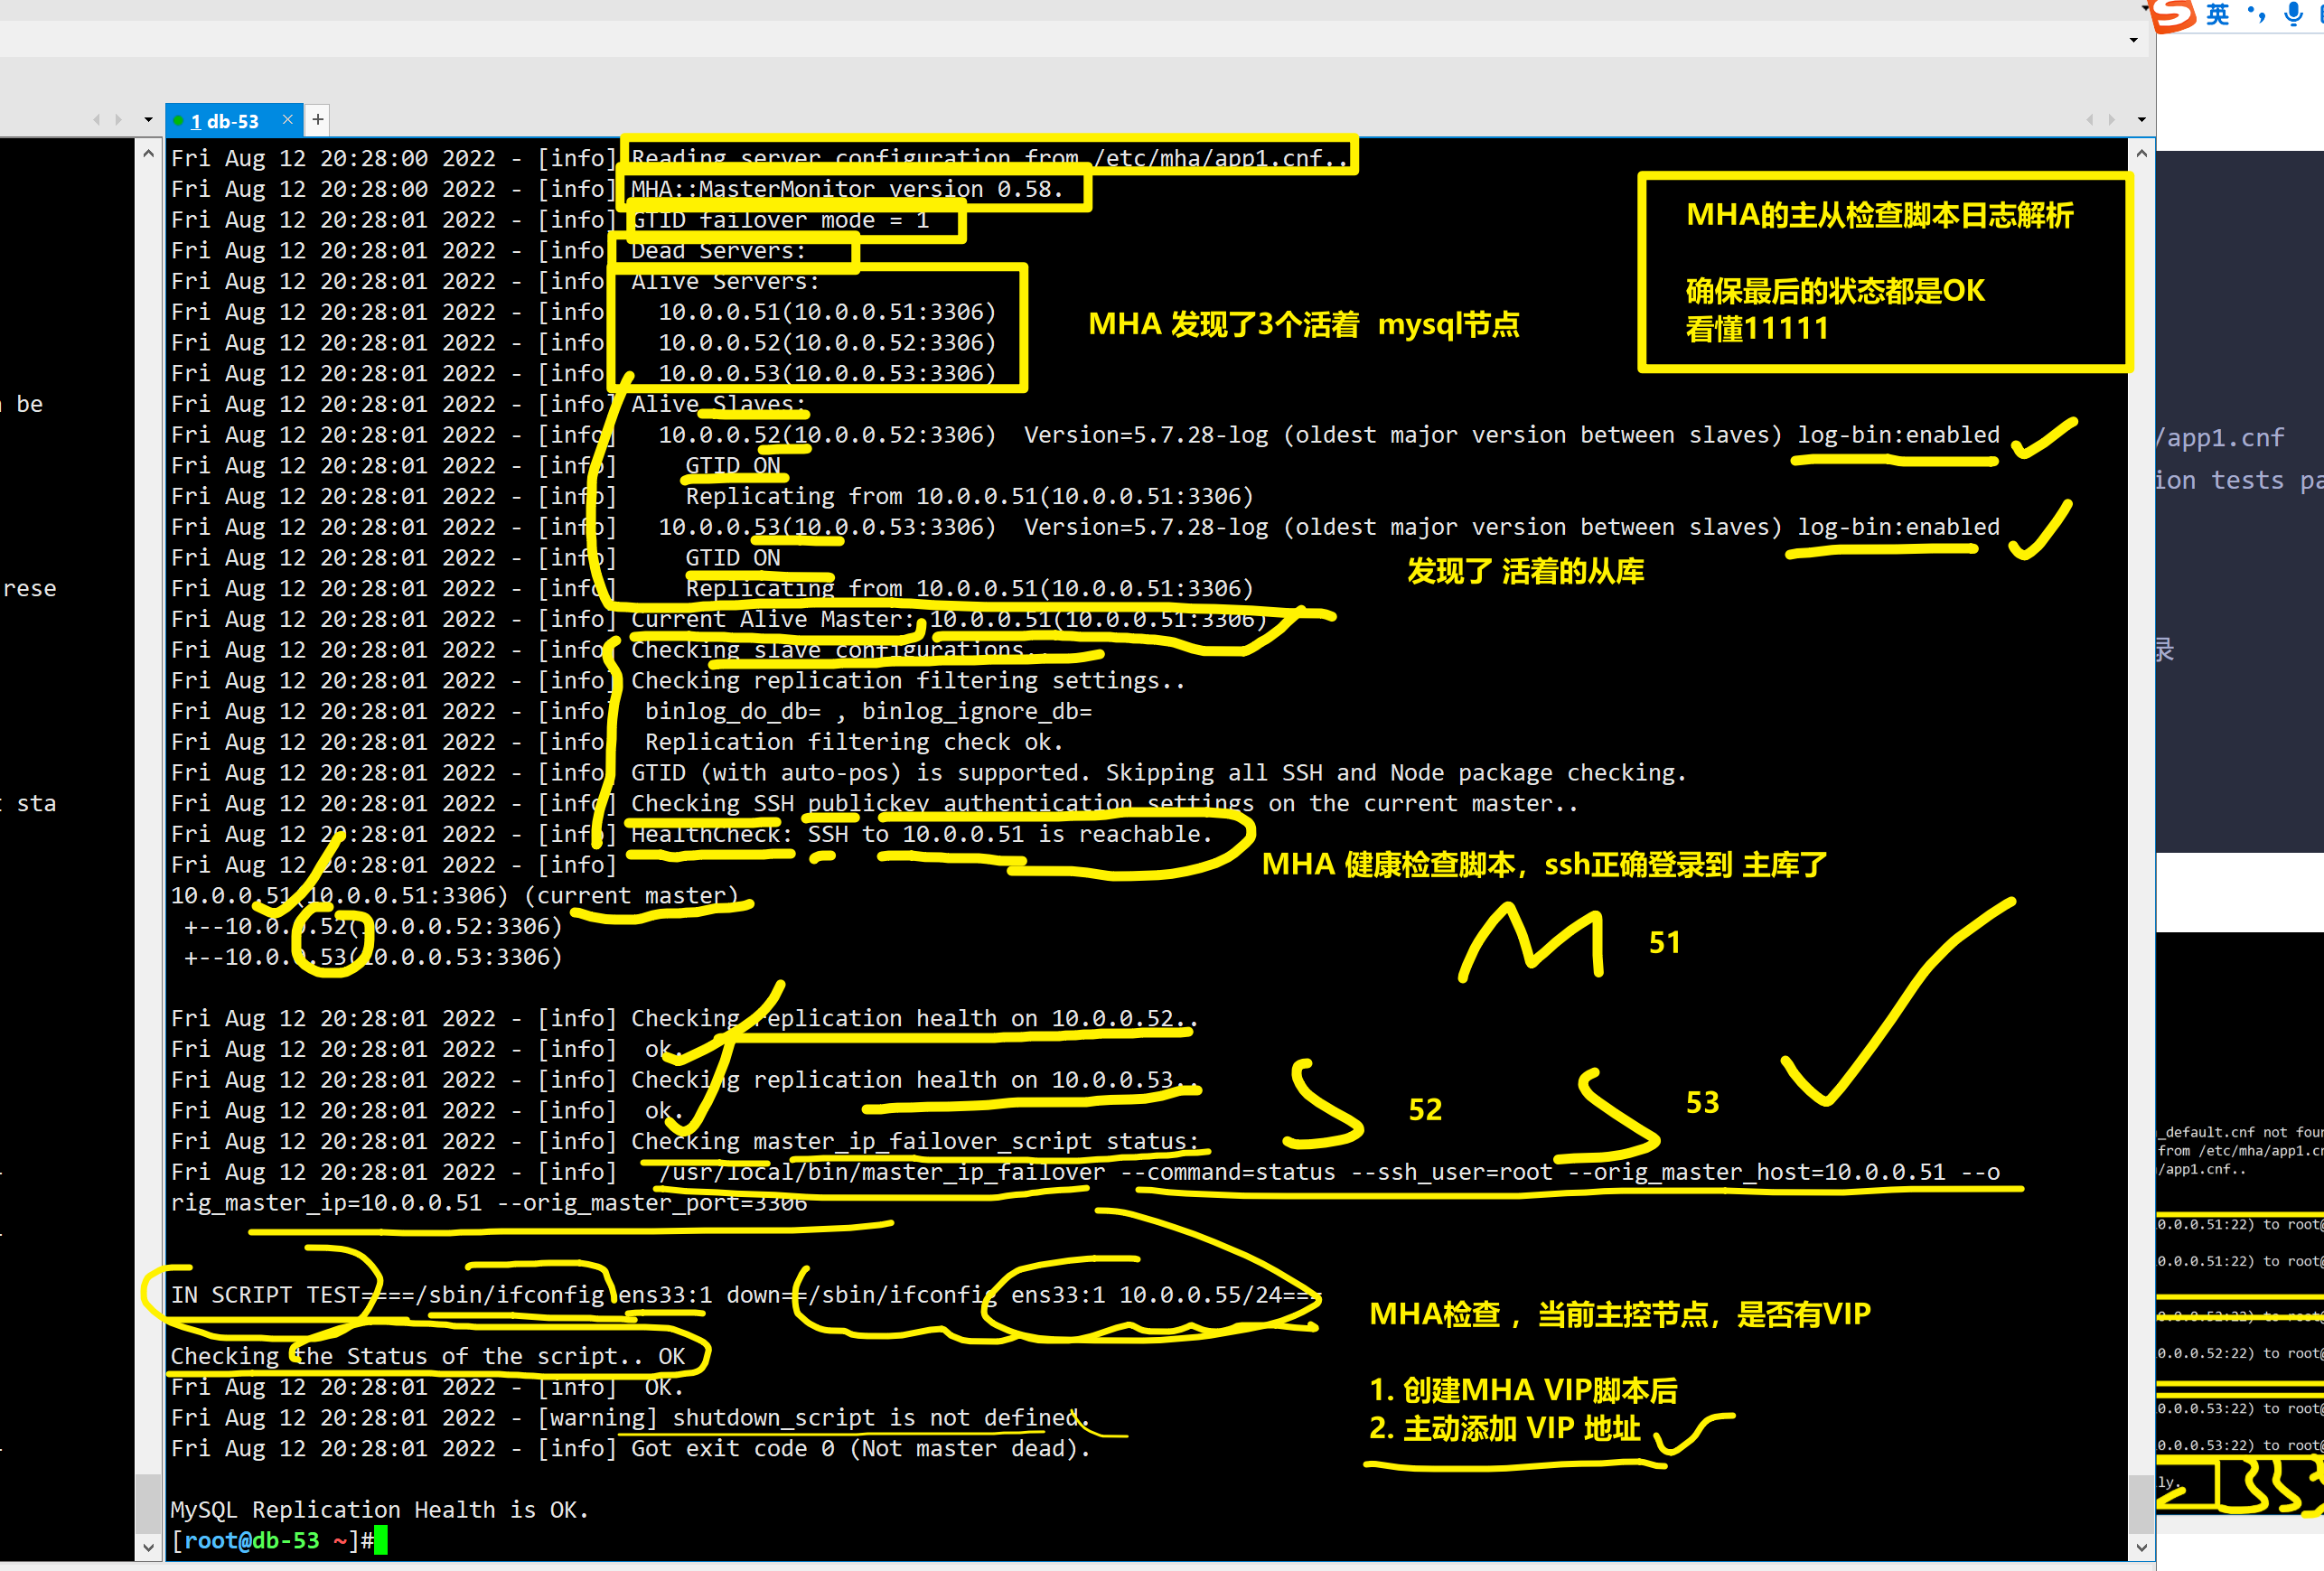 英
1 db-53
Fri Aug 12 20:28:00 2022 - [info] Reading server configuration from /etc/mha/app1.cnf..
Fri Aug 12 20:28:00 2022 - [info] MHA::MasterMonitor version 0.58.
Fri Aug 12 20:28:01 2022 - [info] GTID failover mode = 1
Fri Aug 12 20:28:01 2022 - [info] Dead Servers:
Fri Aug 12 20:28:01 2022 - [info] Alive Servers:
Fri Aug 12 20:28:01 2022 - [info]   10.0.0.51(10.0.0.51:3306)
Fri Aug 12 20:28:01 2022 - [info]   10.0.0.52(10.0.0.52:3306)
Fri Aug 12 20:28:01 2022 - [info]   10.0.0.53(10.0.0.53:3306)
Fri Aug 12 20:28:01 2022 - [info] Alive Slaves:
Fri Aug 12 20:28:01 2022 - [info]   10.0.0.52(10.0.0.52:3306)  Version=5.7.28-log (oldest major version between slaves) log-bin:enabled
Fri Aug 12 20:28:01 2022 - [info]     GTID ON
Fri Aug 12 20:28:01 2022 - [info]     Replicating from 10.0.0.51(10.0.0.51:3306)
Fri Aug 12 20:28:01 2022 - [info]   10.0.0.53(10.0.0.53:3306)  Version=5.7.28-log (oldest major version between slaves) log-bin:enabled
Fri Aug 12 20:28:01 2022 - [info]     GTID ON
Fri Aug 12 20:28:01 2022 - [info]     Replicating from 10.0.0.51(10.0.0.51:3306)
Fri Aug 12 20:28:01 2022 - [info] Current Alive Master: 10.0.0.51(10.0.0.51:3306)
Fri Aug 12 20:28:01 2022 - [info] Checking slave configurations..
Fri Aug 12 20:28:01 2022 - [info] Checking replication filtering settings..
Fri Aug 12 20:28:01 2022 - [info]  binlog_do_db= , binlog_ignore_db=
Fri Aug 12 20:28:01 2022 - [info]  Replication filtering check ok.
Fri Aug 12 20:28:01 2022 - [info] GTID (with auto-pos) is supported. Skipping all SSH and Node package checking.
Fri Aug 12 20:28:01 2022 - [info] Checking SSH publickey authentication settings on the current master..
Fri Aug 12 20:28:01 2022 - [info] HealthCheck: SSH to 10.0.0.51 is reachable.
Fri Aug 12 20:28:01 2022 - [info]
10.0.0.51(10.0.0.51:3306) (current master)
 +--10.0.0.52(10.0.0.52:3306)
 +--10.0.0.53(10.0.0.53:3306)
Fri Aug 12 20:28:01 2022 - [info] Checking replication health on 10.0.0.52..
Fri Aug 12 20:28:01 2022 - [info]  ok.
Fri Aug 12 20:28:01 2022 - [info] Checking replication health on 10.0.0.53..
Fri Aug 12 20:28:01 2022 - [info]  ok.
Fri Aug 12 20:28:01 2022 - [info] Checking master_ip_failover_script status:
Fri Aug 12 20:28:01 2022 - [info]   /usr/local/bin/master_ip_failover --command=status --ssh_user=root --orig_master_host=10.0.0.51 --o
rig_master_ip=10.0.0.51 --orig_master_port=3306
IN SCRIPT TEST====/sbin/ifconfig ens33:1 down==/sbin/ifconfig ens33:1 10.0.0.55/24===
Checking the Status of the script.. OK
Fri Aug 12 20:28:01 2022 - [info]  OK.
Fri Aug 12 20:28:01 2022 - [warning] shutdown_script is not defined.
Fri Aug 12 20:28:01 2022 - [info] Got exit code 0 (Not master dead).
MySQL Replication Health is OK.
[root@db-53 ~]#
MHA的主从检查脚本日志解析
确保最后的状态都是OK
看懂11111
MHA 发现了3个活着 mysql节点
发现了 活着的从库
MHA 健康检查脚本，ssh正确登录到 主库了
M 51
S 52
S 53
MHA检查 ，当前主控节点，是否有VIP
1. 创建MHA VIP脚本后
2. 主动添加 VIP 地址
be
rese
sta
/app1.cnf
ion tests pa
录
_default.cnf not foun
from /etc/mha/app1.cn
/app1.cnf..
0.0.0.51:22) to root@
0.0.0.51:22) to root@
0.0.0.52:22) to root@
0.0.0.52:22) to root@
0.0.0.53:22) to root@
0.0.0.53:22) to root@
ly.